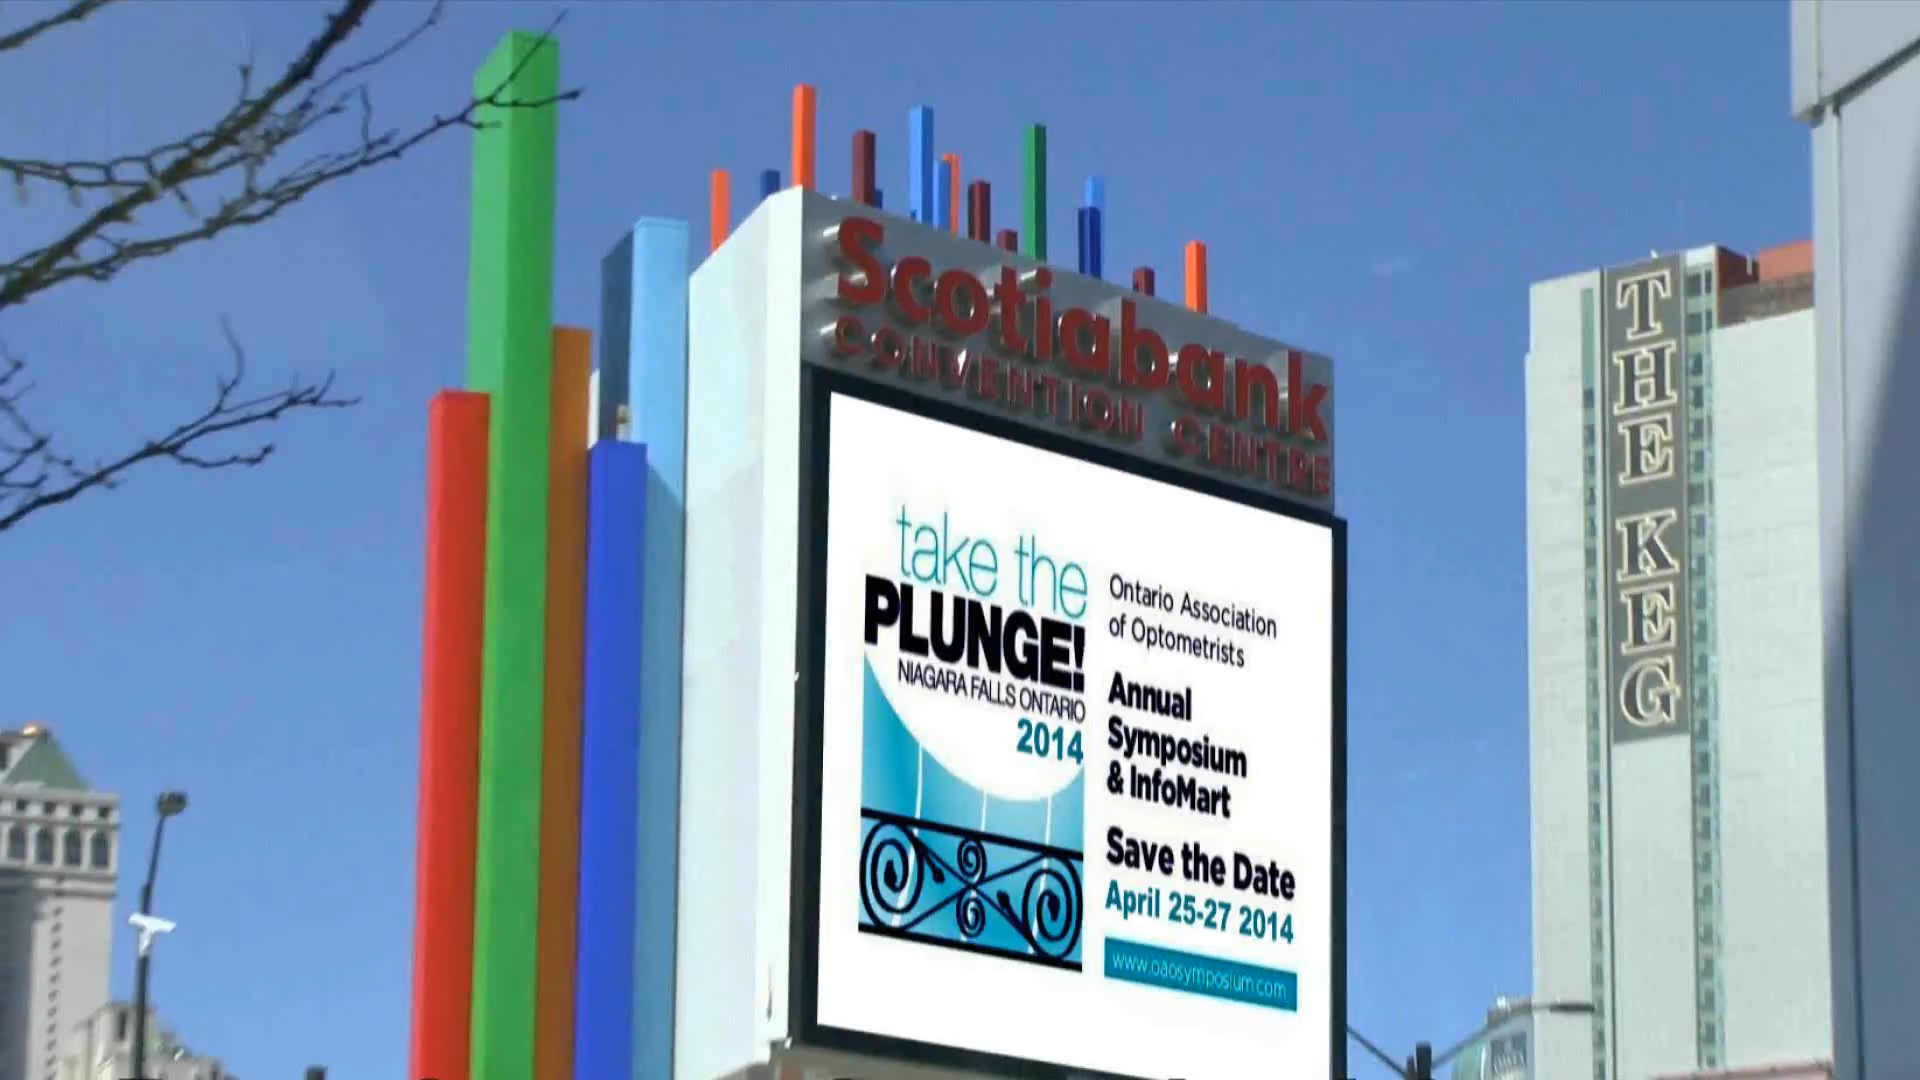 Scotiabank
CONVENTION CENTRE
take the
PLUNGE!
NIAGARA FALLS ONTARIO
2014
Ontario Association
of Optometrists
Annual
Symposium
& InfoMart
Save the Date
April 25-27 2014
www.oaosymposium.com
THE KEG